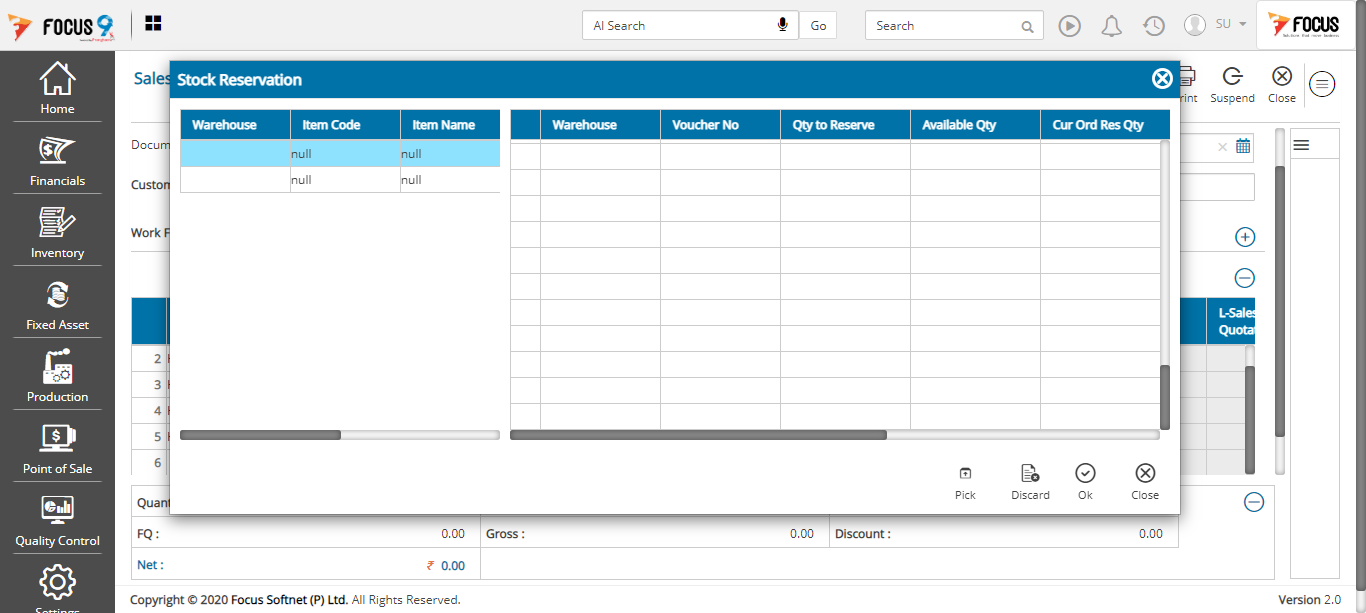 FOCUS 9
AI Search
Go
Search
SU
FOCUS
Home
Financials
Inventory
Fixed Asset
Production
Point of Sale
Quality Control
Settings
Sales
Print
Suspend
Close
Docum
Custom
Work F
Stock Reservation
Warehouse Item Code Item Name
null null
null null
Warehouse Voucher No Qty to Reserve Available Qty Cur Ord Res Qty
Pick
Discard
Ok
Close
L-Sales
Quota
2
3
4
5
6
Quant
FQ : 0.00 Gross : 0.00 Discount : 0.00
Net : ₹ 0.00
Copyright © 2020 Focus Softnet (P) Ltd. All Rights Reserved.
Version 2.0